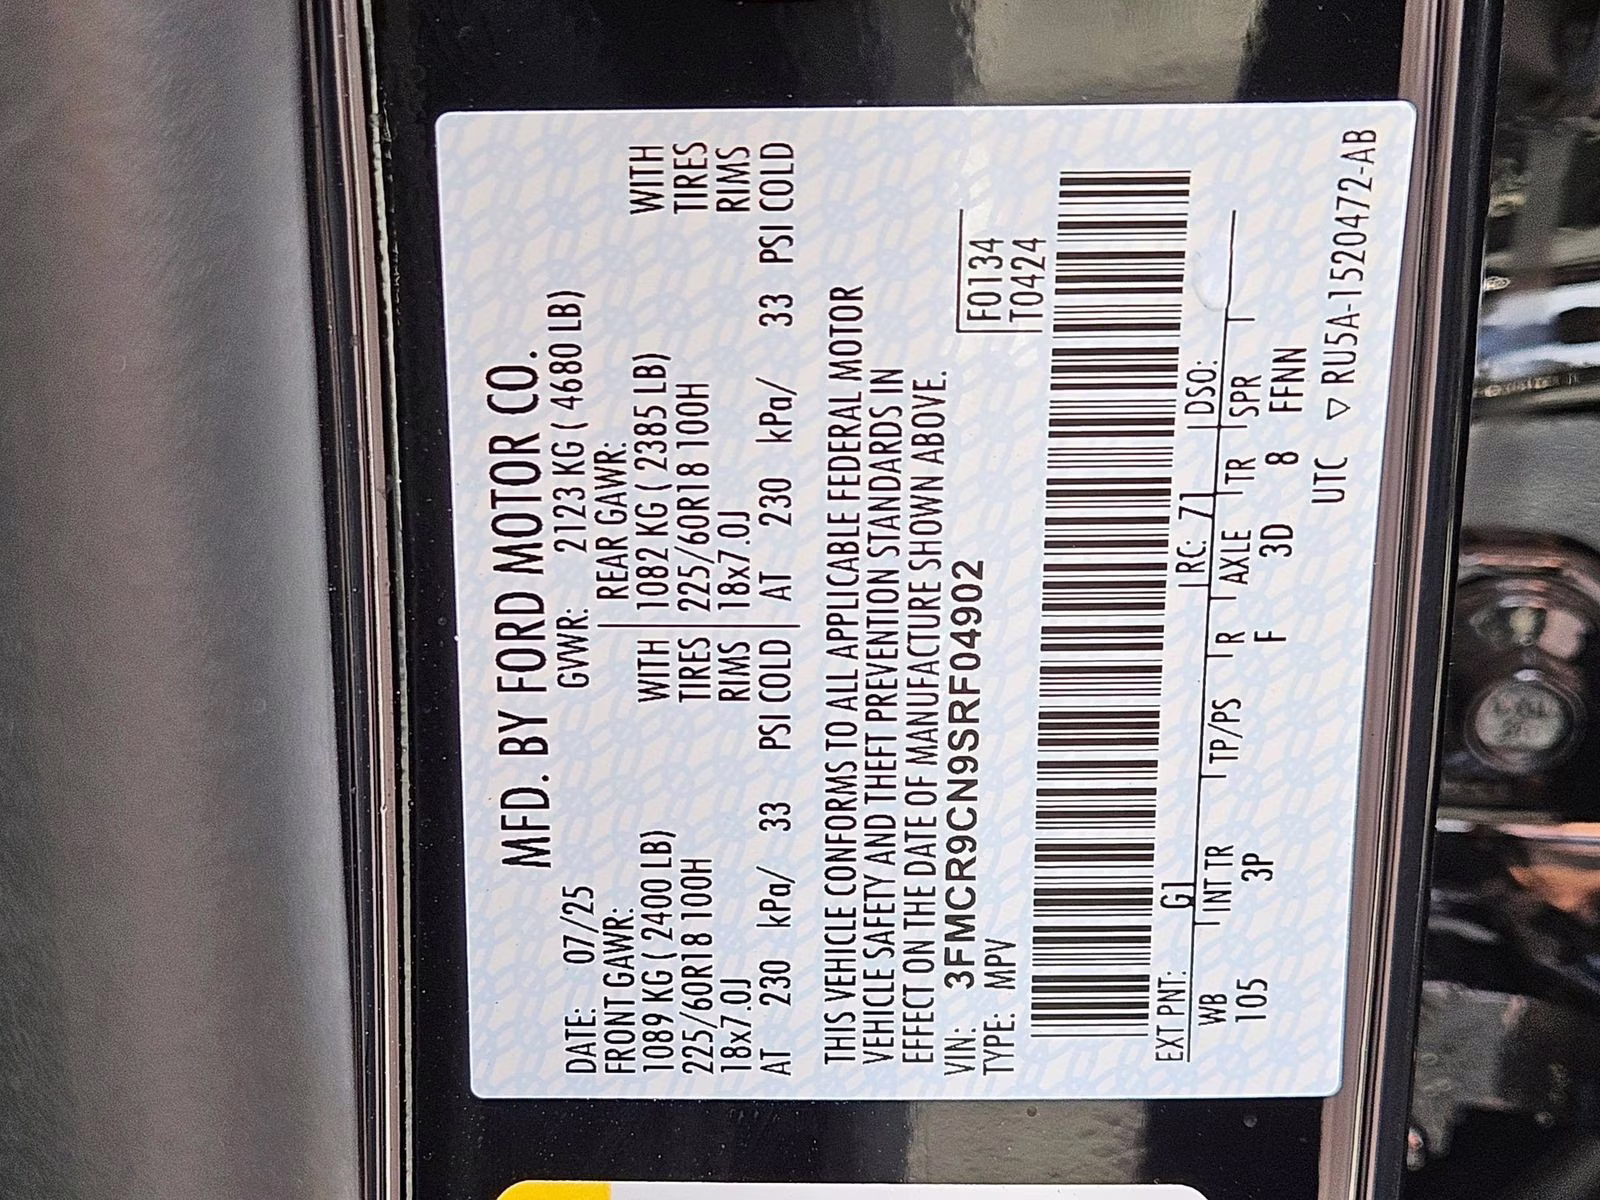 MFD. BY FORD MOTOR CO.
DATE: 07/25 GVWR: 2123 KG ( 4680 LB)
FRONT GAWR: REAR GAWR:
1089 KG ( 2400 LB) WITH 1082 KG ( 2385 LB) WITH
225/60R18 100H TIRES 225/60R18 100H TIRES
18x7.0J RIMS 18x7.0J RIMS
AT 230 kPa/ 33 PSI COLD AT 230 kPa/ 33 PSI COLD
THIS VEHICLE CONFORMS TO ALL APPLICABLE FEDERAL MOTOR
VEHICLE SAFETY AND THEFT PREVENTION STANDARDS IN
EFFECT ON THE DATE OF MANUFACTURE SHOWN ABOVE.
VIN: 3FMCR9CN9SRF04902 F0134
TYPE: MPV T0424
EXT PNT: G1 RC: 71 DSO:
WB INT TR TP/PS R AXLE TR SPR
105 3P F 3D 8 FFNN
UTC ▽ RU5A-1520472-AB